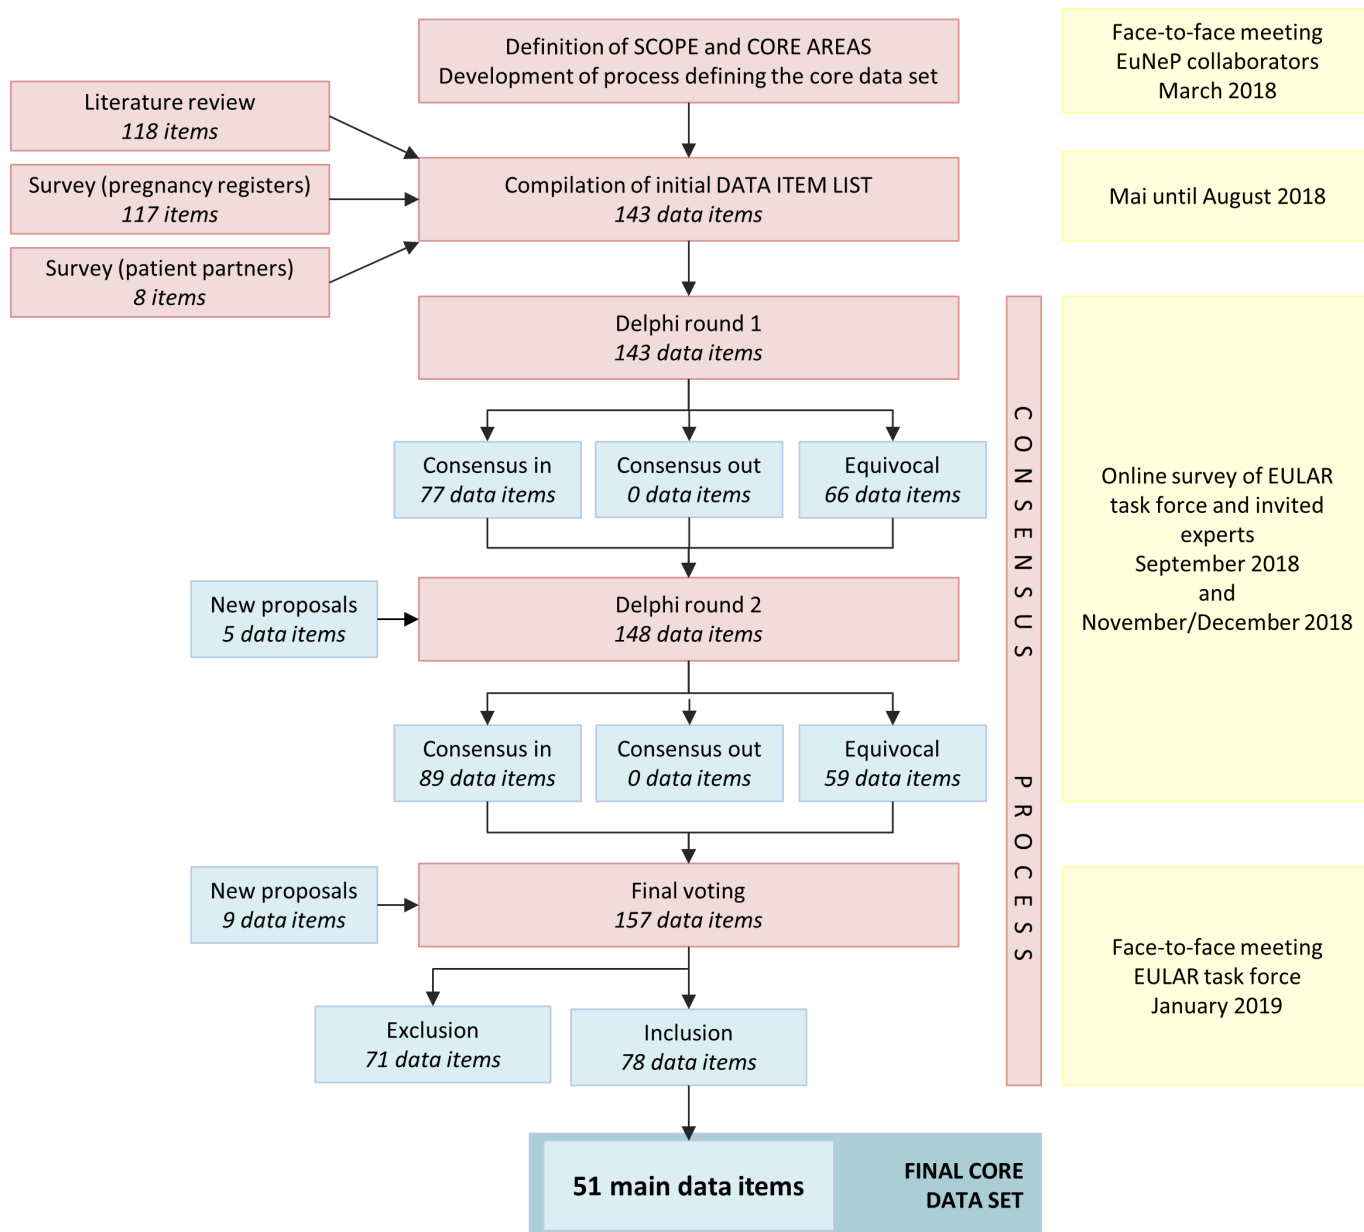 Definition of SCOPE and CORE AREAS
Development of process defining the core data set
Face-to-face meeting
EuNeP collaborators
March 2018
Literature review
118 items
Survey (pregnancy registers)
117 items
Survey (patient partners)
8 items
Compilation of initial DATA ITEM LIST
143 data items
Mai until August 2018
Delphi round 1
143 data items
Consensus in
77 data items
Consensus out
0 data items
Equivocal
66 data items
New proposals
5 data items
Delphi round 2
148 data items
Consensus in
89 data items
Consensus out
0 data items
Equivocal
59 data items
CONSENSUS PROCESS
Online survey of EULAR
task force and invited
experts
September 2018
and
November/December 2018
New proposals
9 data items
Final voting
157 data items
Exclusion
71 data items
Inclusion
78 data items
Face-to-face meeting
EULAR task force
January 2019
51 main data items
FINAL CORE
DATA SET